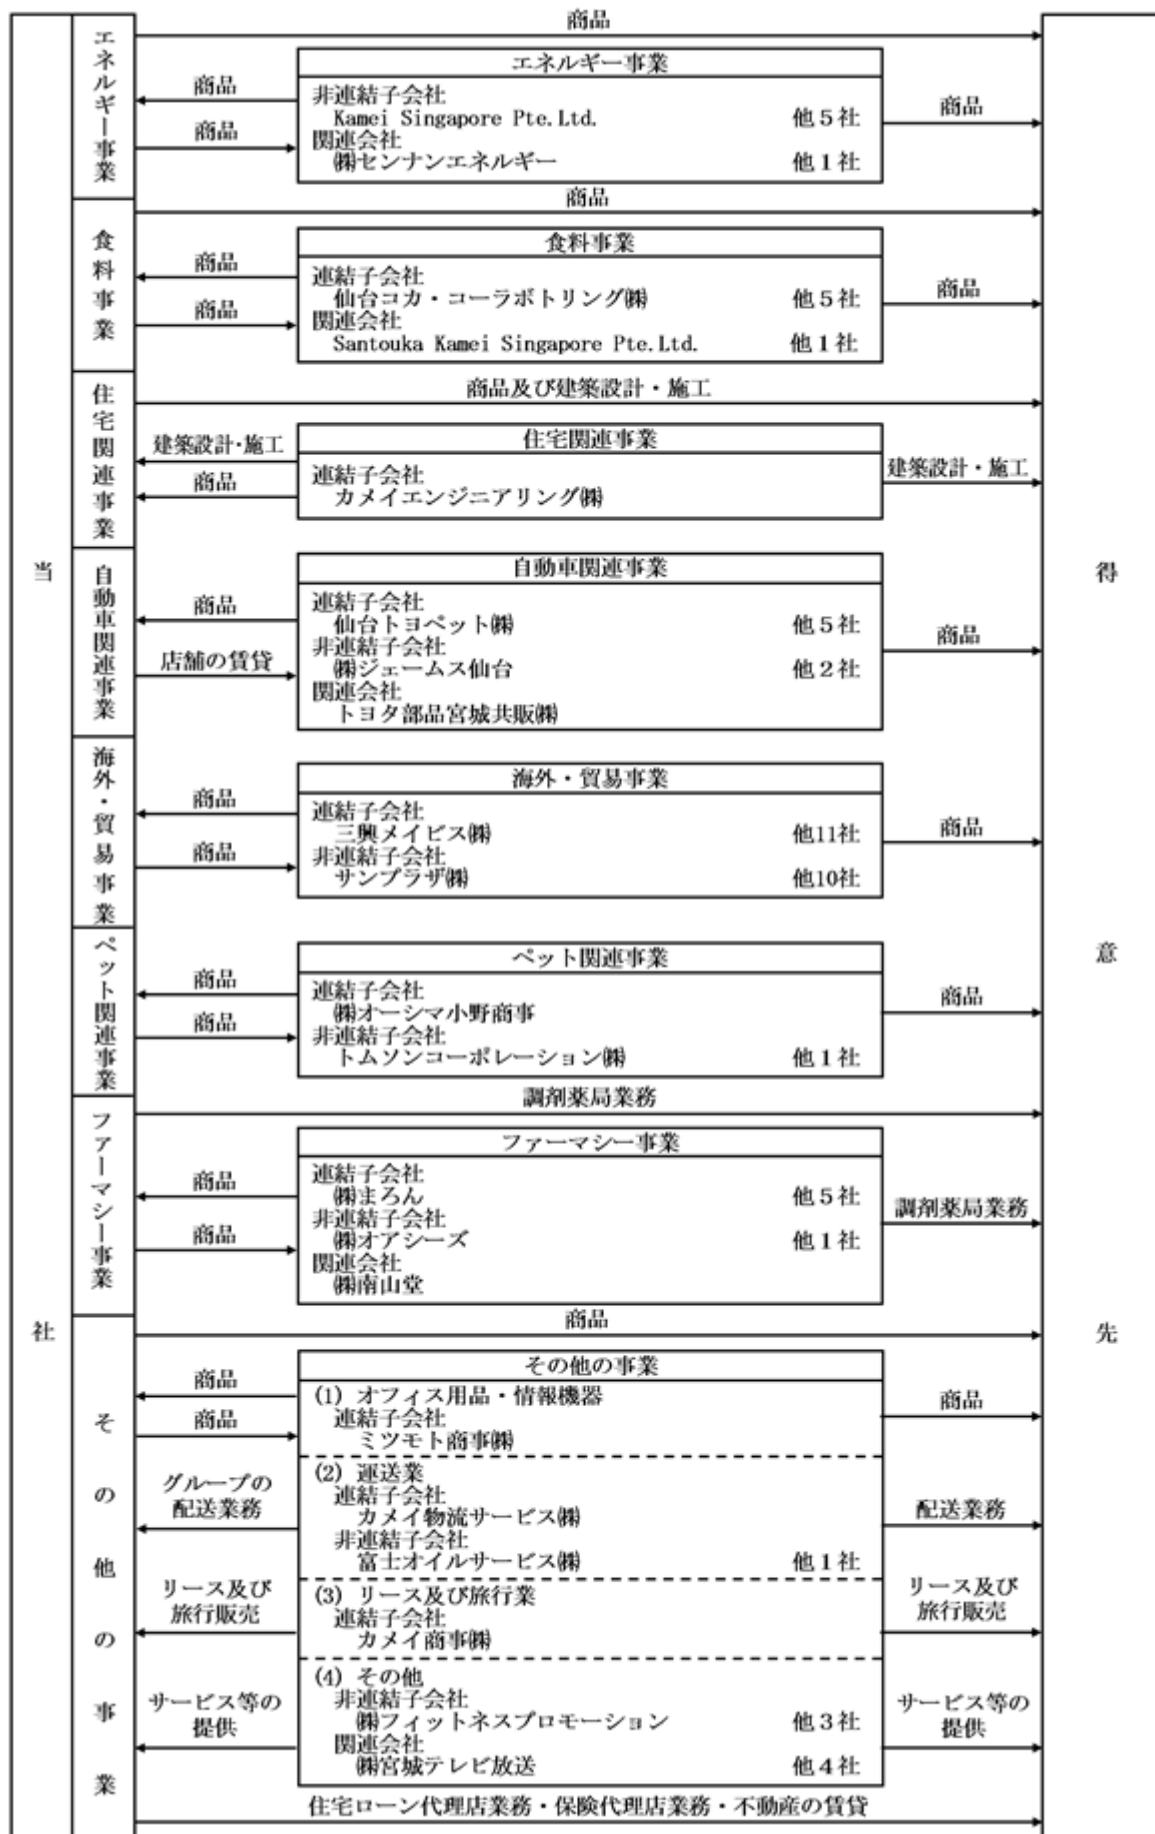 当社
得意先
エネルギー事業
商品
エネルギー事業
商品
商品
非連結子会社
Kamei Singapore Pte.Ltd. 他5社
関連会社
㈱センナンエネルギー 他1社
商品
食料事業
商品
食料事業
商品
商品
連結子会社
仙台コカ・コーラボトリング㈱ 他5社
関連会社
Santouka Kamei Singapore Pte.Ltd. 他1社
商品
住宅関連事業
商品及び建築設計・施工
住宅関連事業
建築設計・施工
商品
連結子会社
カメイエンジニアリング㈱
建築設計・施工
自動車関連事業
自動車関連事業
商品
店舗の賃貸
連結子会社
仙台トヨペット㈱ 他5社
非連結子会社
㈱ジェームス仙台 他2社
関連会社
トヨタ部品宮城共販㈱
商品
海外・貿易事業
海外・貿易事業
商品
商品
連結子会社
三興メイビス㈱ 他11社
非連結子会社
サンプラザ㈱ 他10社
商品
ペット関連事業
ペット関連事業
商品
商品
連結子会社
㈱オーシマ小野商事
非連結子会社
トムソンコーポレーション㈱ 他1社
商品
ファーマシー事業
調剤薬局業務
ファーマシー事業
商品
商品
連結子会社
㈱まろん 他5社
非連結子会社
㈱オアシーズ 他1社
関連会社
㈱南山堂
調剤薬局業務
その他の事業
商品
その他の事業
商品
商品
(1) オフィス用品・情報機器
連結子会社
ミツモト商事㈱
商品
グループの
配送業務
(2) 運送業
連結子会社
カメイ物流サービス㈱
非連結子会社
富士オイルサービス㈱ 他1社
配送業務
リース及び
旅行販売
(3) リース及び旅行業
連結子会社
カメイ商事㈱
リース及び
旅行販売
サービス等の
提供
(4) その他
非連結子会社
㈱フィットネスプロモーション 他3社
関連会社
㈱宮城テレビ放送 他4社
サービス等の
提供
住宅ローン代理店業務・保険代理店業務・不動産の賃貸